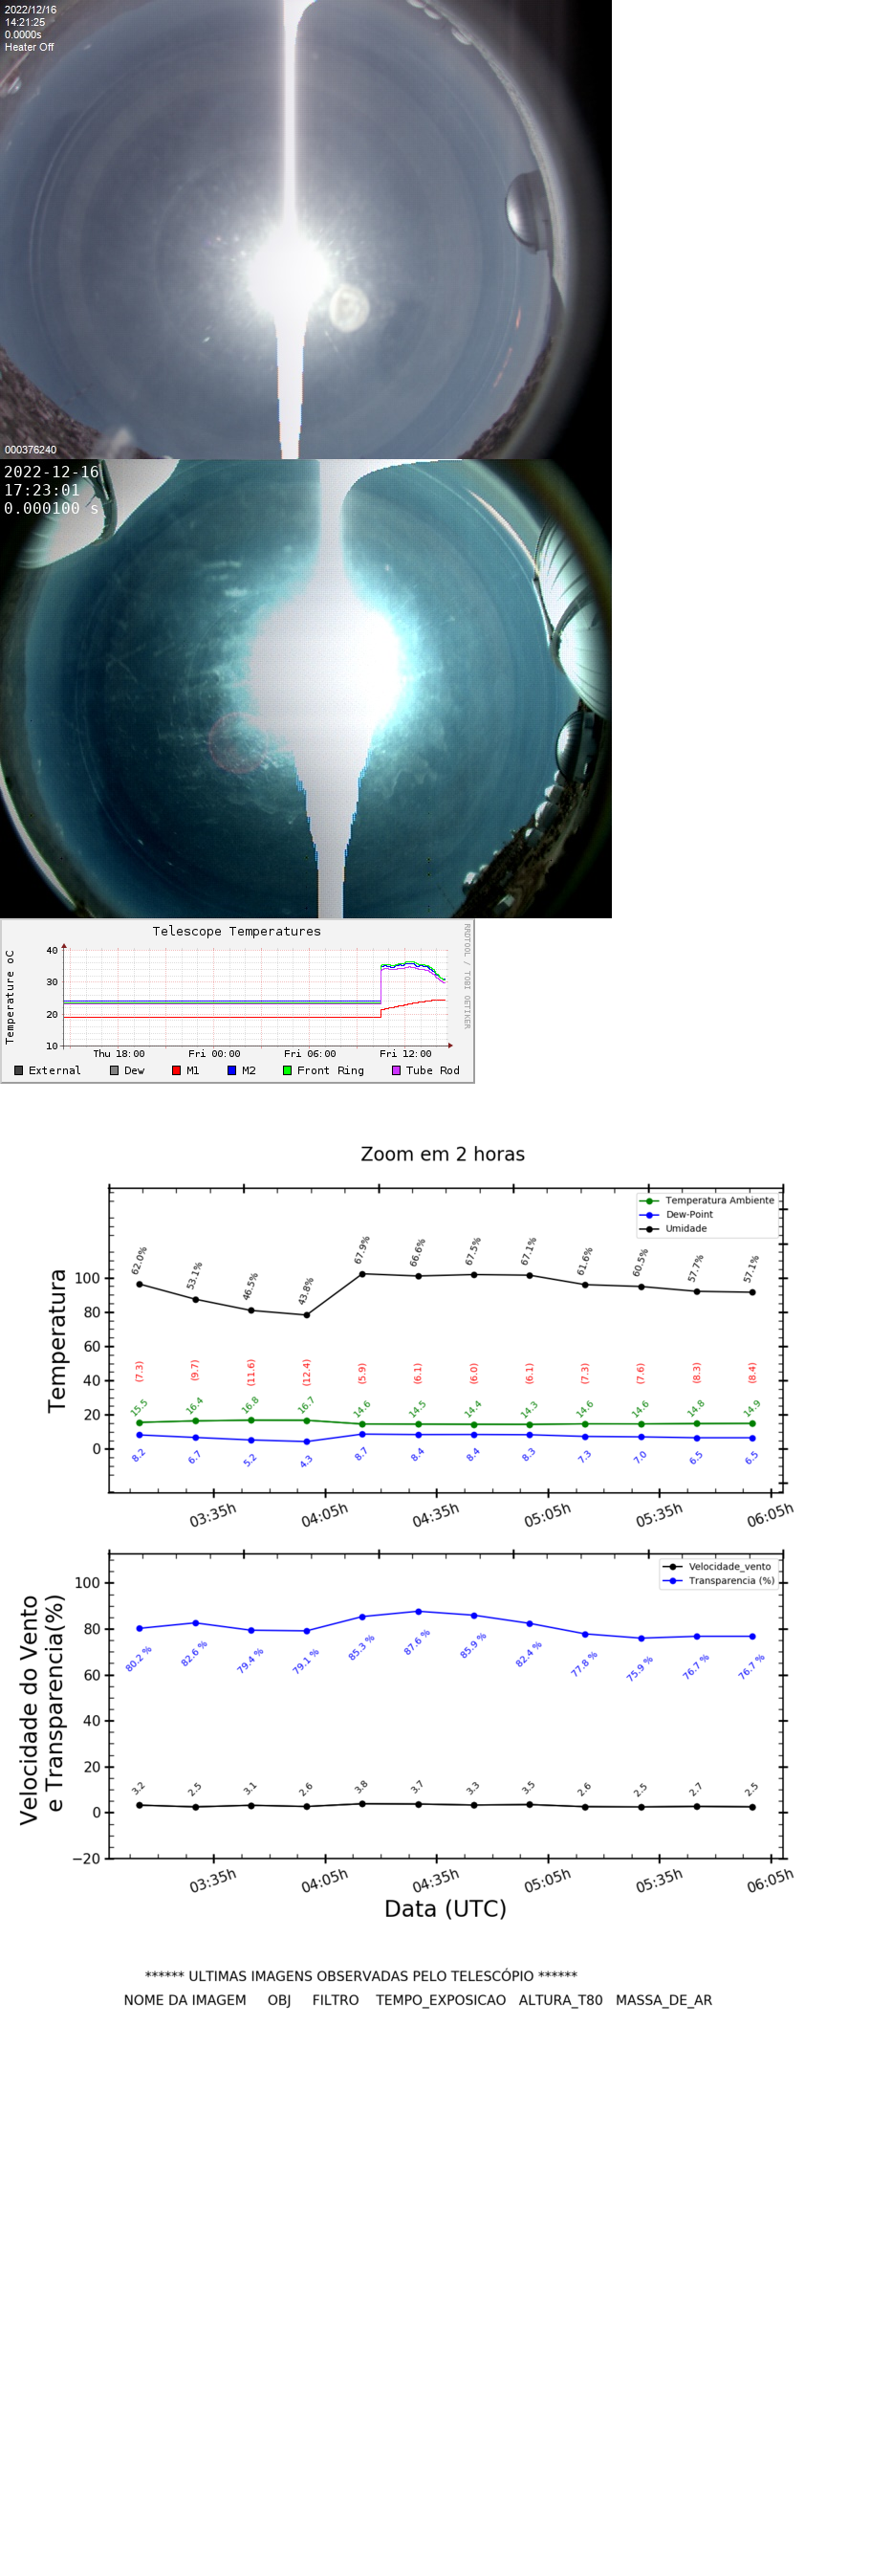 2022/12/16
14:21:25
0.0000s
Heater Off
000376240
2022-12-16
17:23:01
0.000100 s
Telescope Temperatures
RRDTOOL / TOBI OETIKER
Temperature oC
40
30
20
10
Thu 18:00 Fri 00:00 Fri 06:00 Fri 12:00
External Dew M1 M2 Front Ring Tube Rod
Zoom em 2 horas
Temperatura Ambiente
Dew-Point
Umidade
Temperatura
100
80
60
40
20
0
62.0% 53.1% 46.5% 43.8% 67.9% 66.6% 67.5% 67.1% 61.6% 60.5% 57.7% 57.1%
(7.3) (9.7) (11.6) (12.4) (5.9) (6.1) (6.0) (6.1) (7.3) (7.6) (8.3) (8.4)
15.5 16.4 16.8 16.7 14.6 14.5 14.4 14.3 14.6 14.6 14.8 14.9
8.2 6.7 5.2 4.3 8.7 8.4 8.4 8.3 7.3 7.0 6.5 6.5
03:35h 04:05h 04:35h 05:05h 05:35h 06:05h
Velocidade_vento
Transparencia (%)
Velocidade do Vento
e Transparencia(%)
100
80
60
40
20
0
−20
80.2 % 82.6 % 79.4 % 79.1 % 85.3 % 87.6 % 85.9 % 82.4 % 77.8 % 75.9 % 76.7 % 76.7 %
3.2 2.5 3.1 2.6 3.8 3.7 3.3 3.5 2.6 2.5 2.7 2.5
03:35h 04:05h 04:35h 05:05h 05:35h 06:05h
Data (UTC)
****** ULTIMAS IMAGENS OBSERVADAS PELO TELESCÓPIO ******
NOME DA IMAGEM OBJ FILTRO TEMPO_EXPOSICAO ALTURA_T80 MASSA_DE_AR